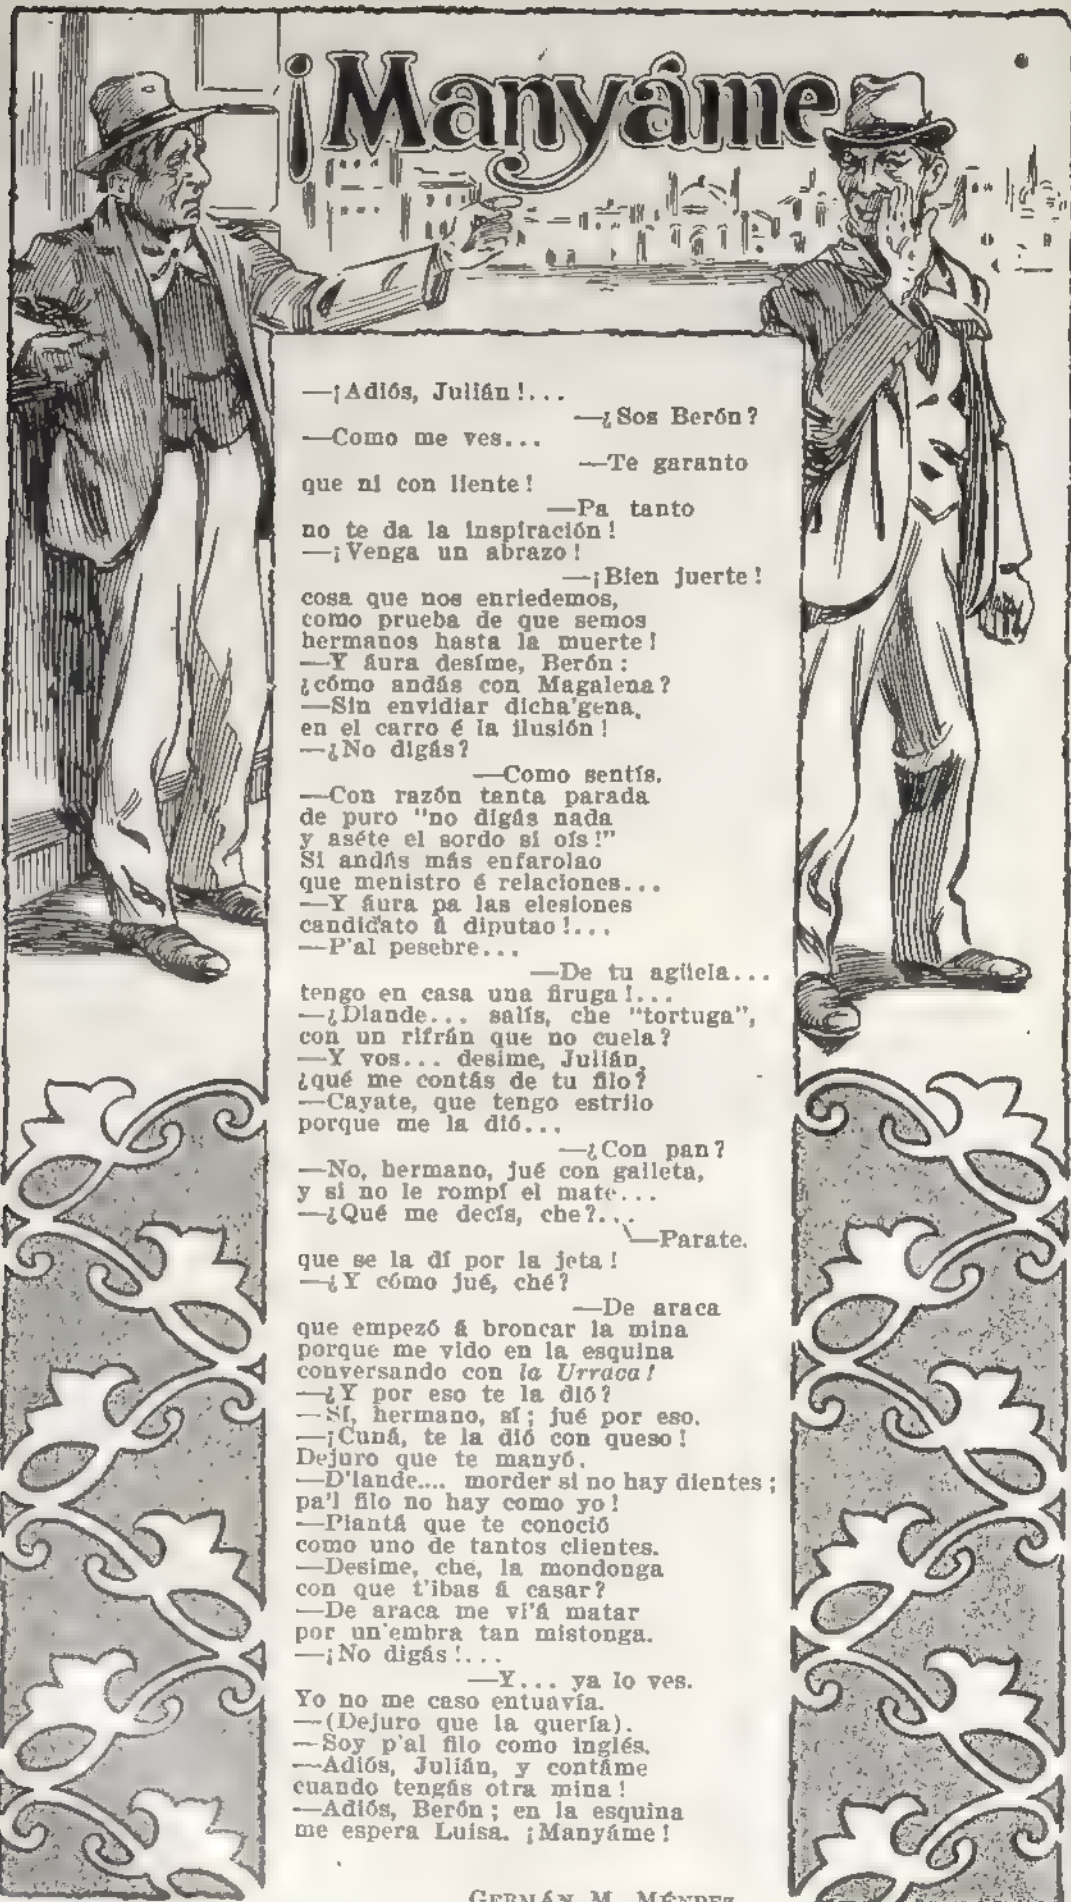 ¡Manyáme
—¡Adiós, Julián!...
—¿Sos Berón?
—Como me ves...
—Te garanto
que ni con liente!
—Pa tanto
no te da la inspiración!
—¡Venga un abrazo!
—¡Bien juerte!
cosa que nos enriedemos,
como prueba de que semos
hermanos hasta la muerte!
—Y áura desíme, Berón:
¿cómo andás con Magalena?
—Sin envidiar dicha'gena,
en el carro é la ilusión!
—¿No digás?
—Como sentís.
—Con razón tanta parada
de puro "no digás nada
y aséte el sordo si oís!"
Si andás más enfarolao
que menistro é relaciones...
—Y áura pa las elesiones
candidato á diputao!...
—P'al pesebre...
—De tu agüela...
tengo en casa una firuga!...
—¿Diande... salís, che "tortuga",
con un rifrán que no cuela?
—Y vos... desime, Julián,
¿qué me contás de tu filo?
—Cayate, que tengo estrilo
porque me la dió...
—¿Con pan?
—No, hermano, jué con galleta,
y si no le rompí el mate...
—¿Qué me decís, che?...
—Parate.
que se la dí por la jeta!
—¿Y cómo jué, ché?
—De araca
que empezó á broncar la mina
porque me vido en la esquina
conversando con la Urraca!
—¿Y por eso te la dió?
—Sí, hermano, sí; jué por eso.
—¡Cuná, te la dió con queso!
Dejuro que te manyó.
—D'iande... morder si no hay dientes;
pa'l filo no hay como yo!
—Piantá que te conoció
como uno de tantos clientes.
—Desime, che, la mondonga
con que t'ibas á casar?
—De araca me vi'á matar
por un'embra tan mistonga.
—¡No digás!...
—Y... ya lo ves.
Yo no me caso entuavía.
—(Dejuro que la quería).
—Soy p'al filo como inglés.
—Adiós, Julián, y contáme
cuando tengás otra mina!
—Adiós, Berón; en la esquina
me espera Luisa. ¡Manyáme!
GERMÁN M. MÉNDEZ